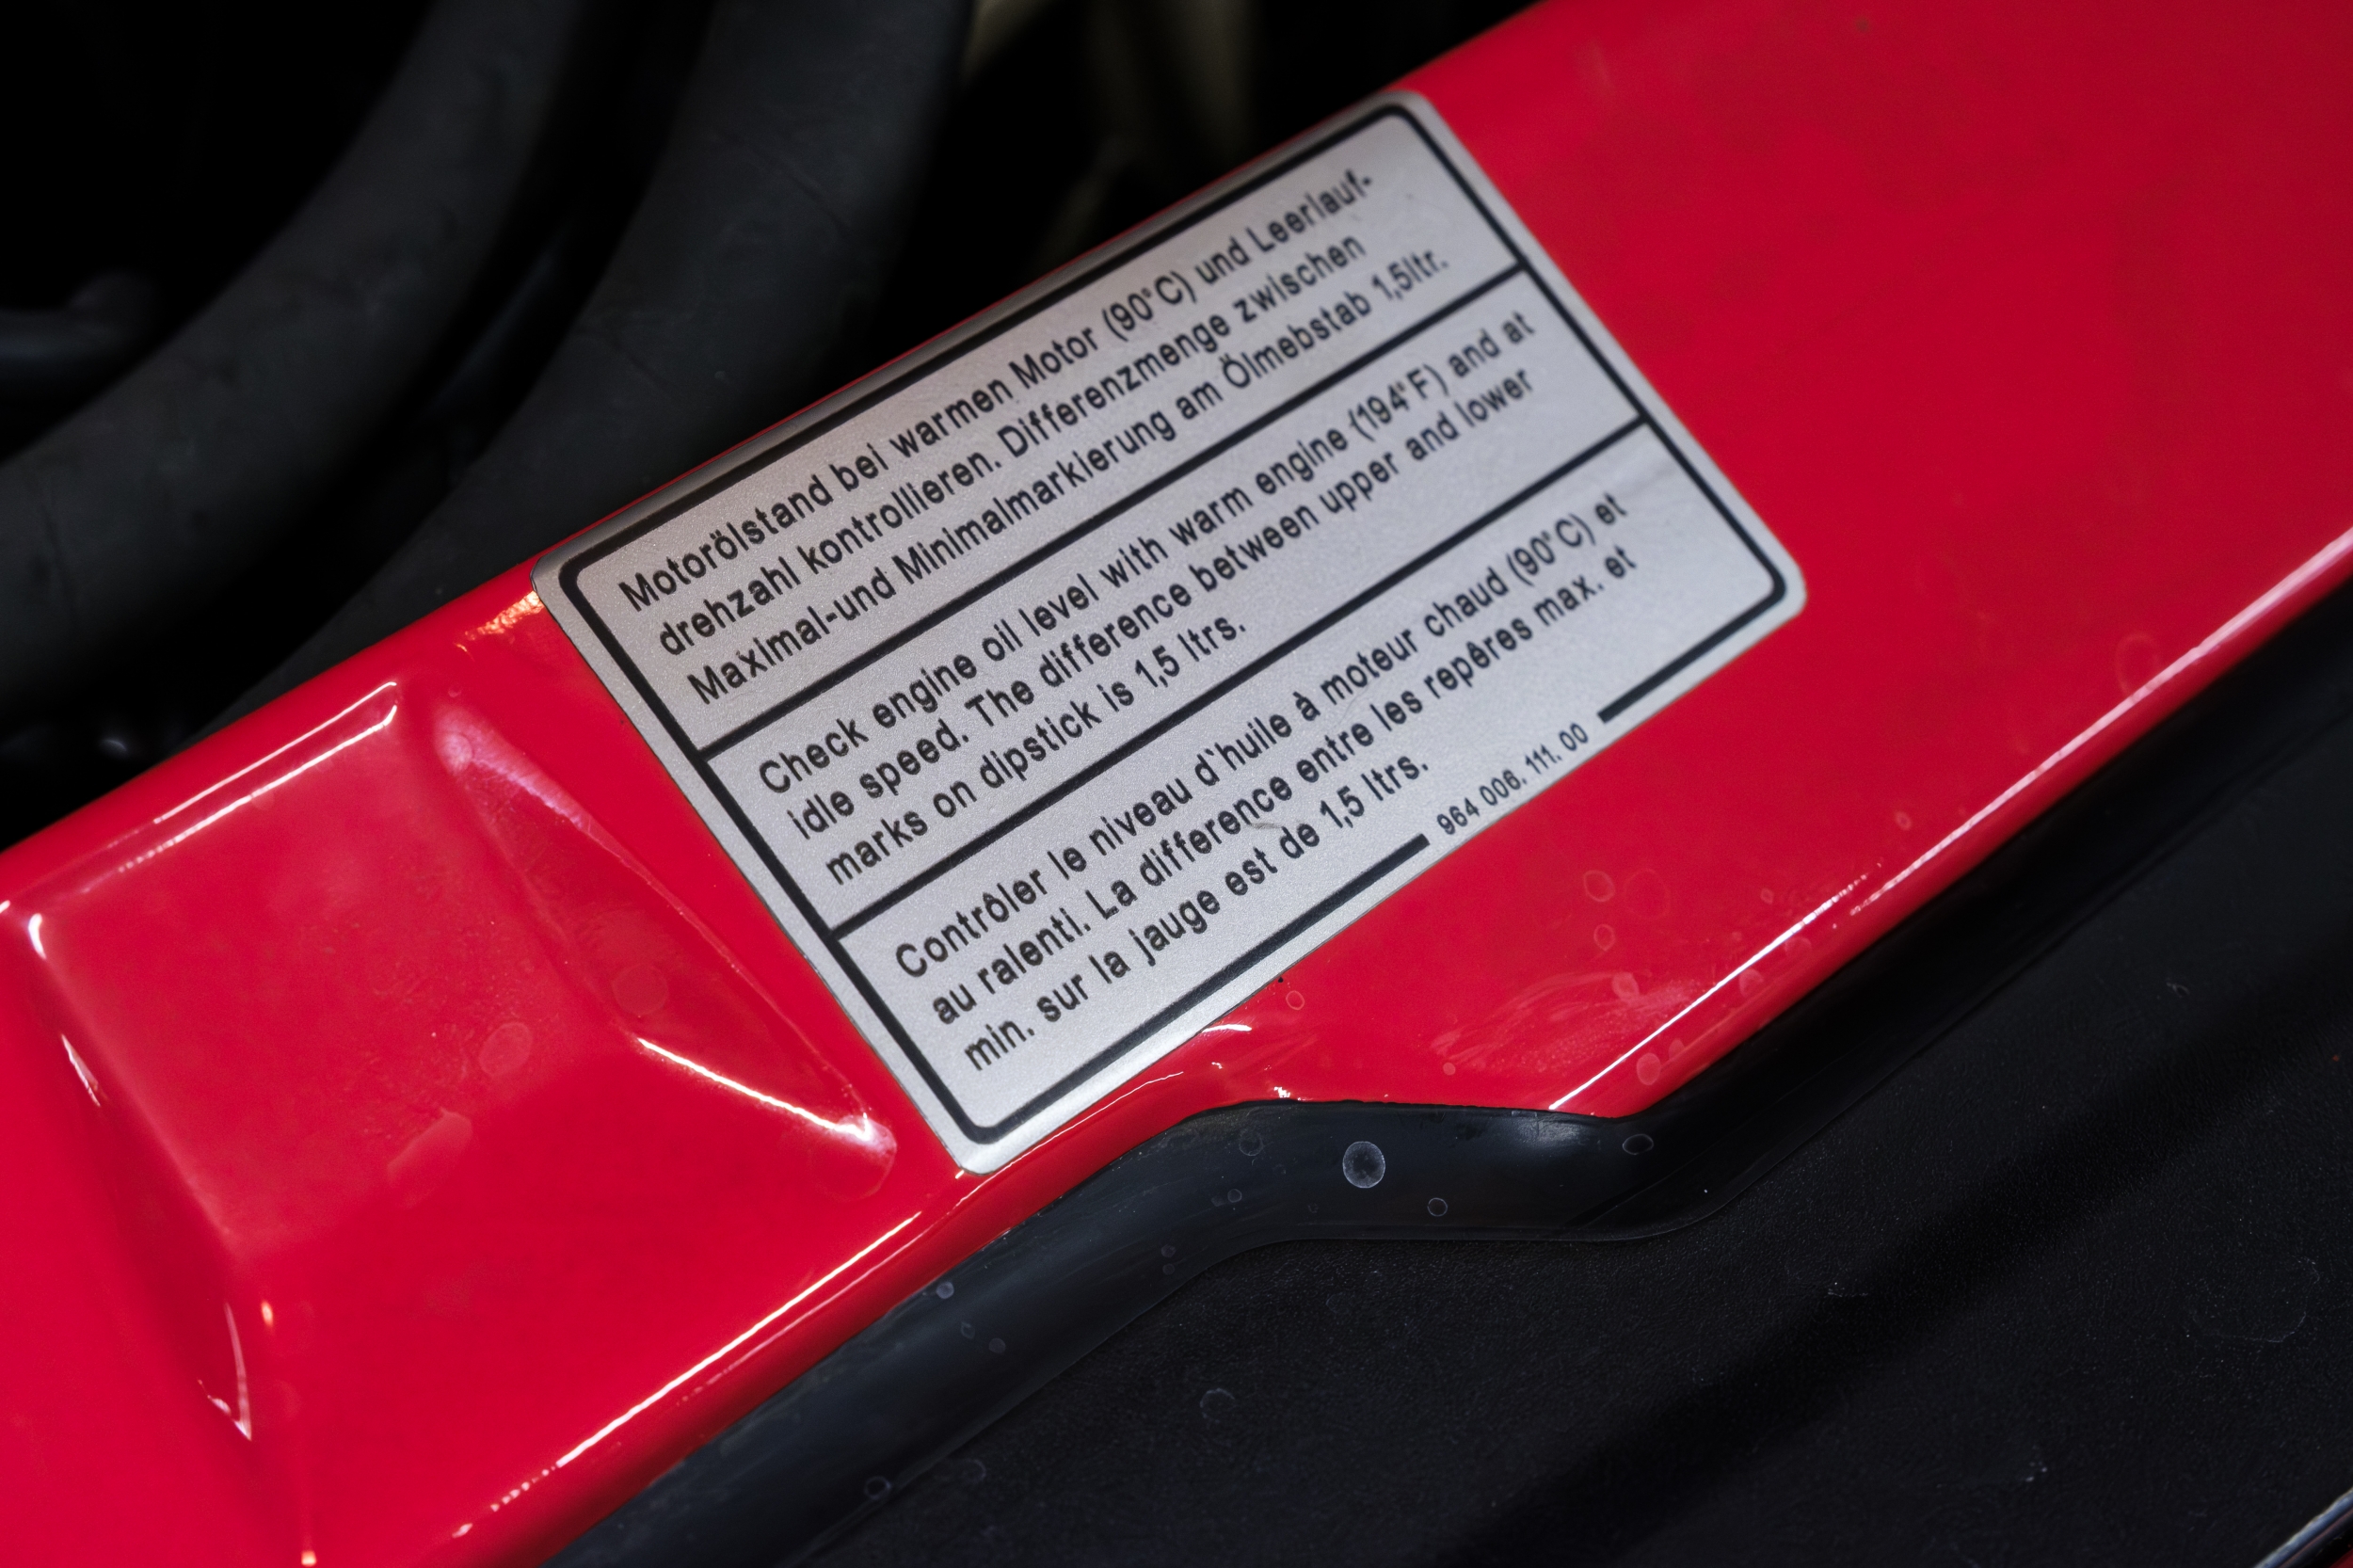 Motorölstand bei warmen Motor (90°C) und Leerlauf-
drehzahl kontrollieren. Differenzmenge zwischen
Maximal-und Minimalmarkierung am Ölmebstab 1,5ltr.
Check engine oil level with warm engine (194°F) and at
idle speed. The difference between upper and lower
marks on dipstick is 1,5 ltrs.
Contrôler le niveau d`huile à moteur chaud (90°C) et
au ralenti. La difference entre les repêres max. et
min. sur la jauge est de 1,5 ltrs.
964 006. 111. 00